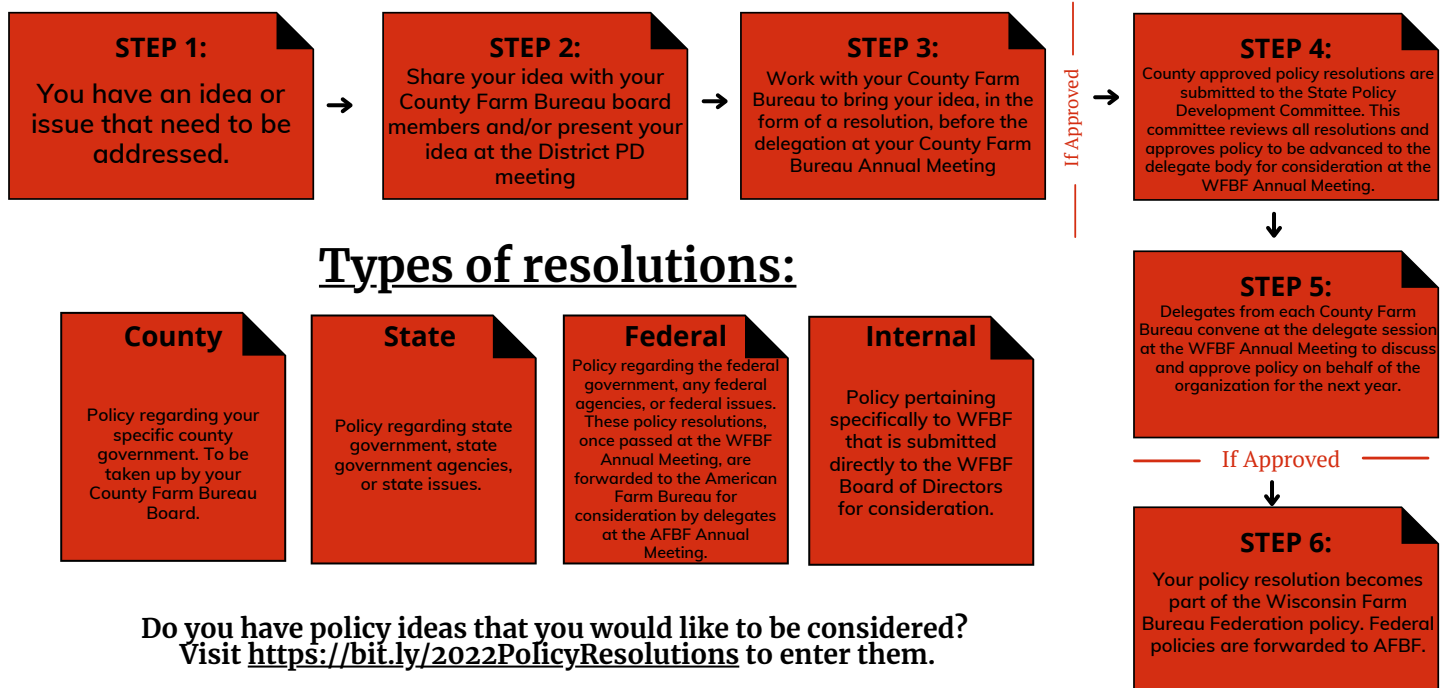 STEP 1:
You have an idea or
issue that need to be
addressed.
STEP 2:
Share your idea with your
County Farm Bureau board
members and/or present your
idea at the District PD
meeting
STEP 3:
Work with your County Farm
Bureau to bring your idea, in the
form of a resolution, before the
delegation at your County Farm
Bureau Annual Meeting
If Approved
STEP 4:
County approved policy resolutions are
submitted to the State Policy
Development Committee. This
committee reviews all resolutions and
approves policy to be advanced to the
delegate body for consideration at the
WFBF Annual Meeting.
STEP 5:
Delegates from each County Farm
Bureau convene at the delegate session
at the WFBF Annual Meeting to discuss
and approve policy on behalf of the
organization for the next year.
If Approved
STEP 6:
Your policy resolution becomes
part of the Wisconsin Farm
Bureau Federation policy. Federal
policies are forwarded to AFBF.
Types of resolutions:
County
Policy regarding your
specific county
government. To be
taken up by your
County Farm Bureau
Board.
State
Policy regarding state
government, state
government agencies,
or state issues.
Federal
Policy regarding the federal
government, any federal
agencies, or federal issues.
These policy resolutions,
once passed at the WFBF
Annual Meeting, are
forwarded to the American
Farm Bureau for
consideration by delegates
at the AFBF Annual
Meeting.
Internal
Policy pertaining
specifically to WFBF
that is submitted
directly to the WFBF
Board of Directors
for consideration.
Do you have policy ideas that you would like to be considered?
Visit https://bit.ly/2022PolicyResolutions to enter them.